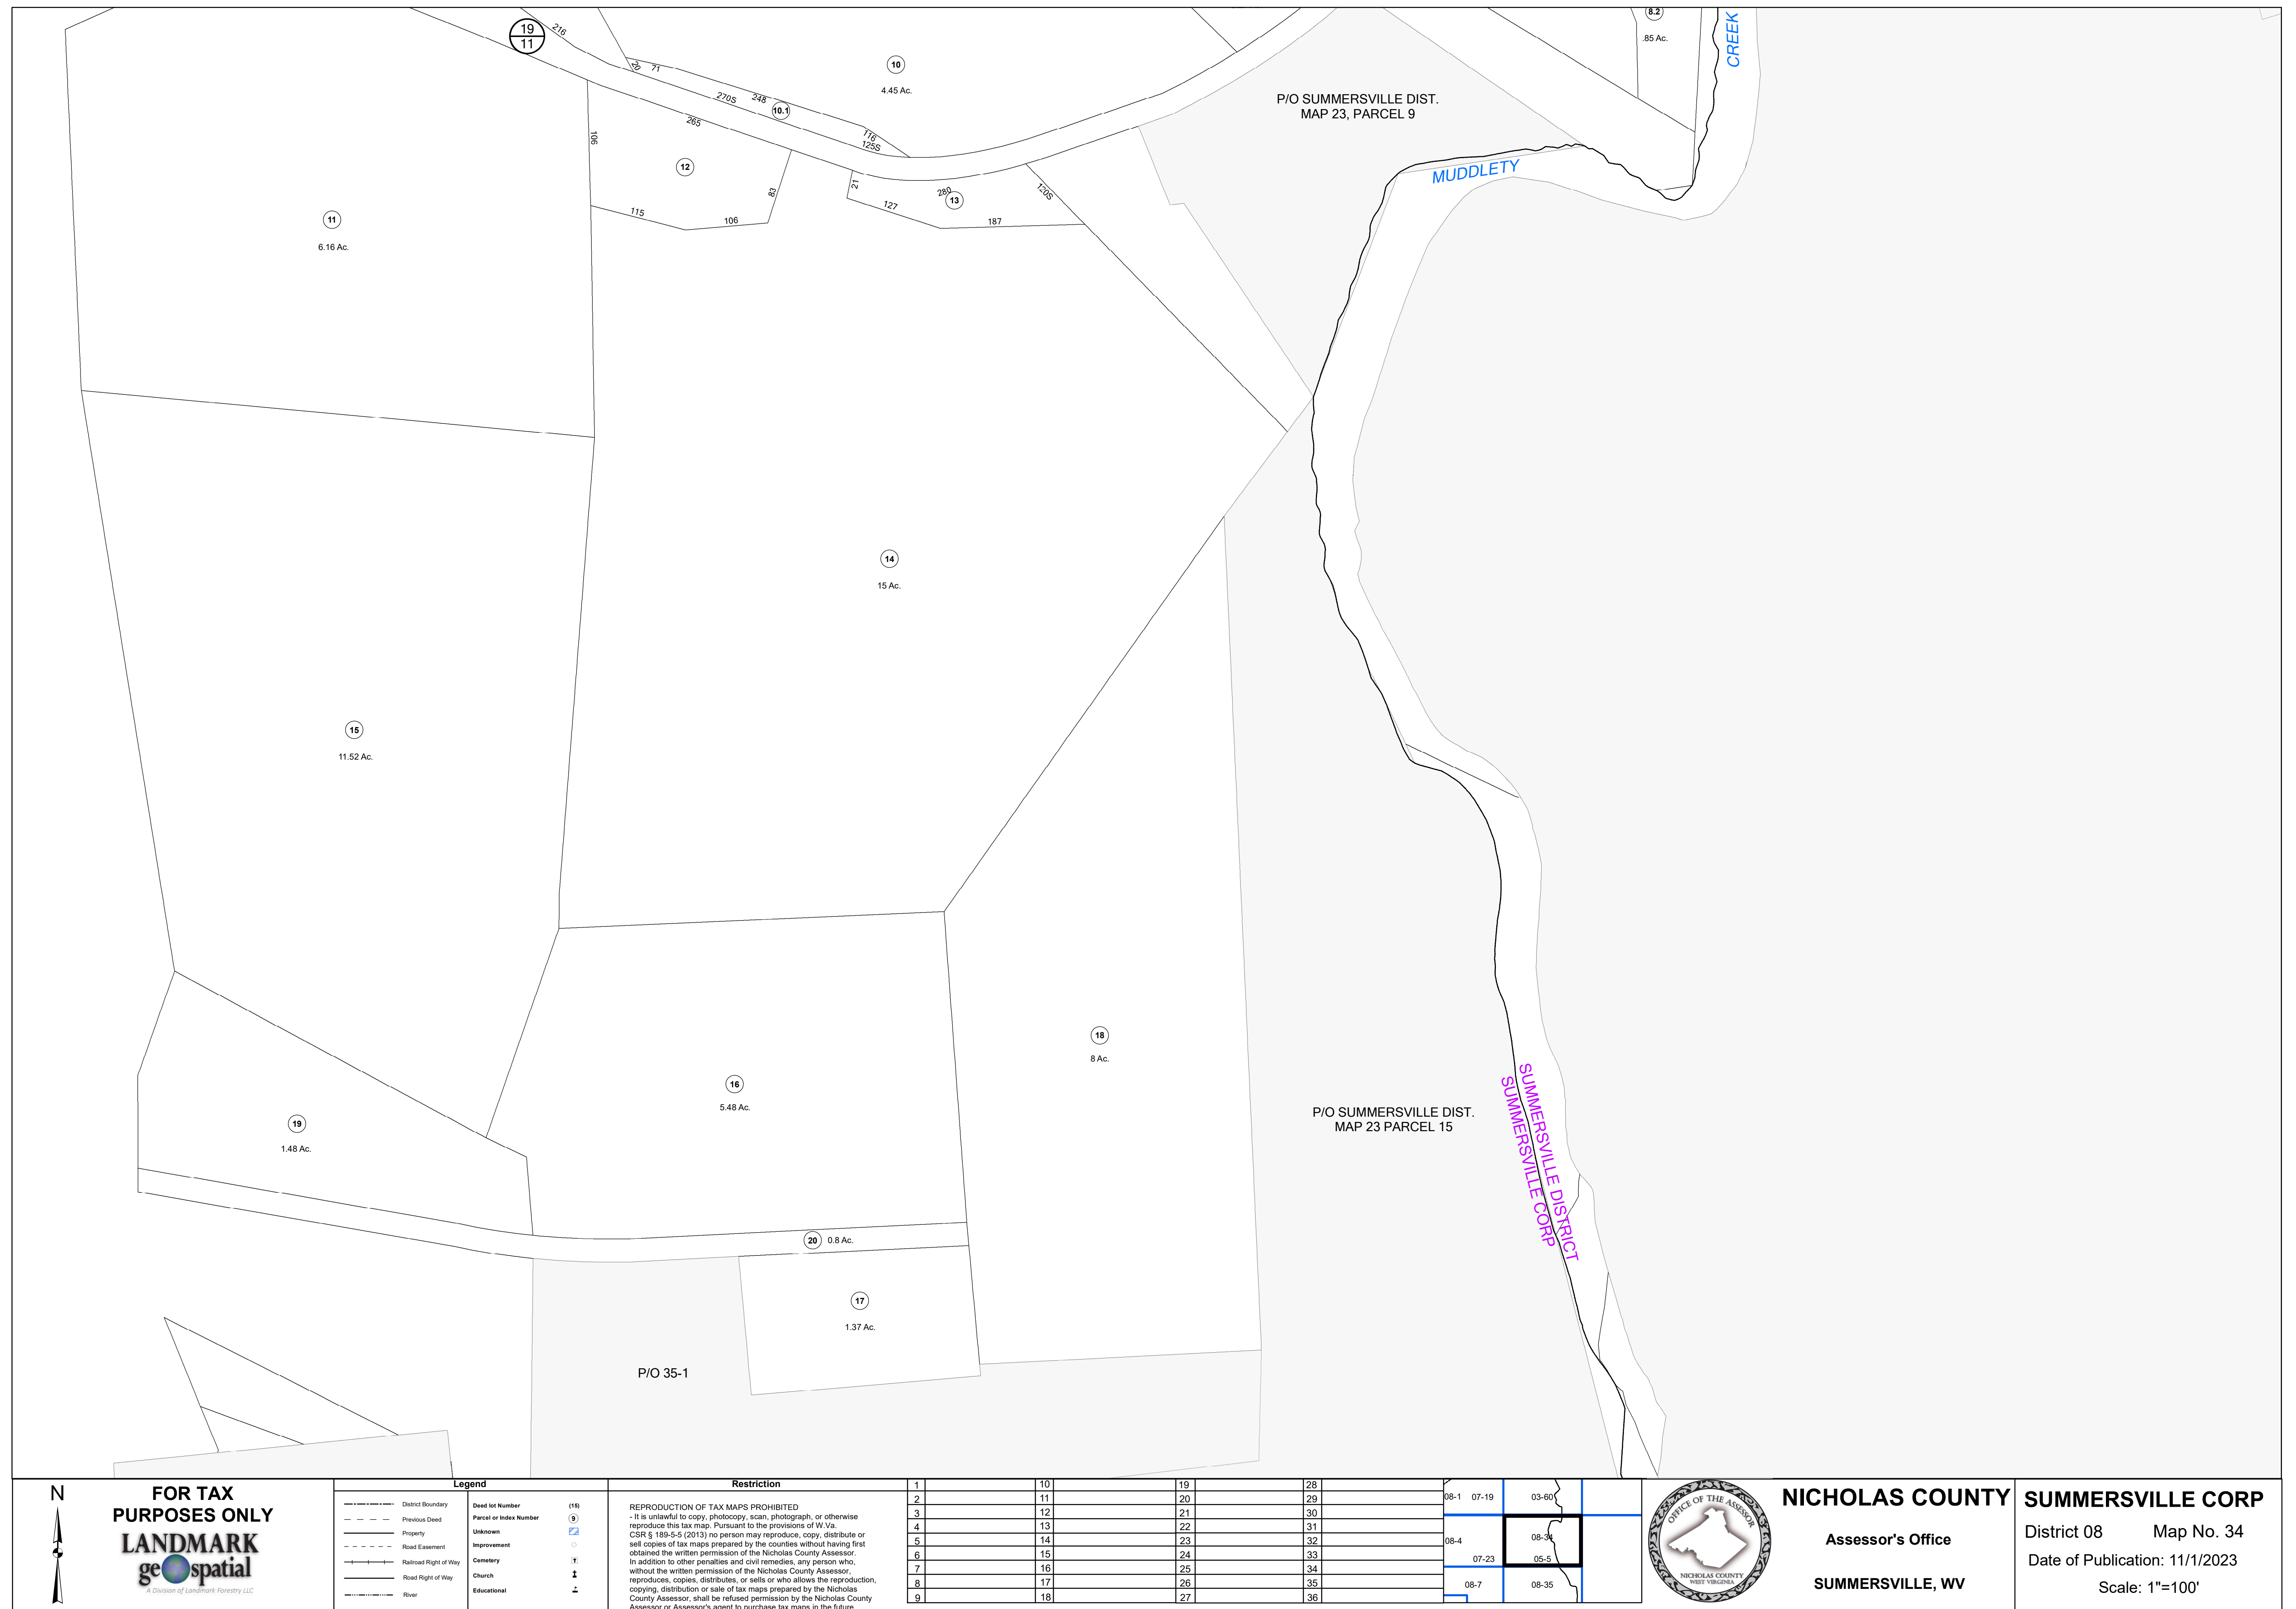 19
11
216
20
71
10
4.45 Ac.
270S
248
10.1
265
116
125S
8.2
.85 Ac.
CREEK
P/O SUMMERSVILLE DIST.
MAP 23, PARCEL 9
MUDDLETY
106
12
83
115
106
21
280
13
127
187
120S
11
6.16 Ac.
14
15 Ac.
15
11.52 Ac.
18
8 Ac.
16
5.48 Ac.
19
1.48 Ac.
P/O SUMMERSVILLE DIST.
MAP 23 PARCEL 15
SUMMERSVILLE DISTRICT
SUMMERSVILLE CORP
20
0.8 Ac.
17
1.37 Ac.
P/O 35-1
N
FOR TAX
PURPOSES ONLY
LANDMARK
geospatial
A Division of Landmark Forestry LLC
Legend
District Boundary
Previous Deed
Property
Road Easement
Railroad Right of Way
Road Right of Way
River
Deed lot Number (15)
Parcel or Index Number 9
Unknown
Improvement
Cemetery
Church
Educational
Restriction
REPRODUCTION OF TAX MAPS PROHIBITED
- It is unlawful to copy, photocopy, scan, photograph, or otherwise
reproduce this tax map. Pursuant to the provisions of W.Va.
CSR § 189-5-5 (2013) no person may reproduce, copy, distribute or
sell copies of tax maps prepared by the counties without having first
obtained the written permission of the Nicholas County Assessor.
In addition to other penalties and civil remedies, any person who,
without the written permission of the Nicholas County Assessor,
reproduces, copies, distributes, or sells or who allows the reproduction,
copying, distribution or sale of tax maps prepared by the Nicholas
County Assessor, shall be refused permission by the Nicholas County
Assessor or Assessor's agent to purchase tax maps in the future.
1 10 19 28
2 11 20 29
3 12 21 30
4 13 22 31
5 14 23 32
6 15 24 33
7 16 25 34
8 17 26 35
9 18 27 36
08-1 07-19 03-60
08-34
08-4
07-23 05-5
08-7 08-35
OFFICE OF THE ASSESSOR
NICHOLAS COUNTY
WEST VIRGINIA
NICHOLAS COUNTY
Assessor's Office
SUMMERSVILLE, WV
SUMMERSVILLE CORP
District 08 Map No. 34
Date of Publication: 11/1/2023
Scale: 1"=100'